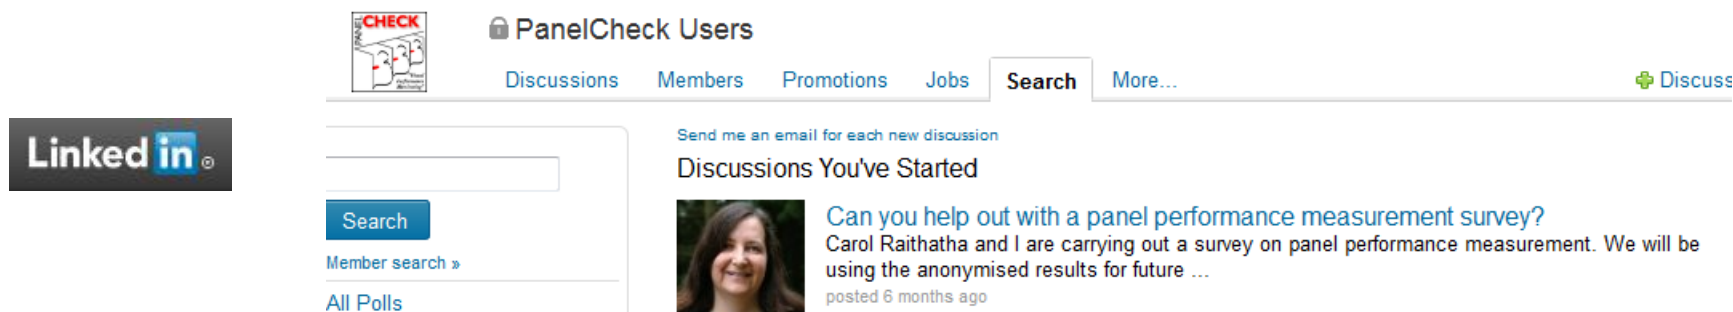 CHECK
PANEL
PanelCheck Users
Discussions Members Promotions Jobs Search More...
Discuss
Linked in
Send me an email for each new discussion
Discussions You've Started
Search
Can you help out with a panel performance measurement survey?
Carol Raithatha and I are carrying out a survey on panel performance measurement. We will be
using the anonymised results for future ...
posted 6 months ago
Member search »
All Polls